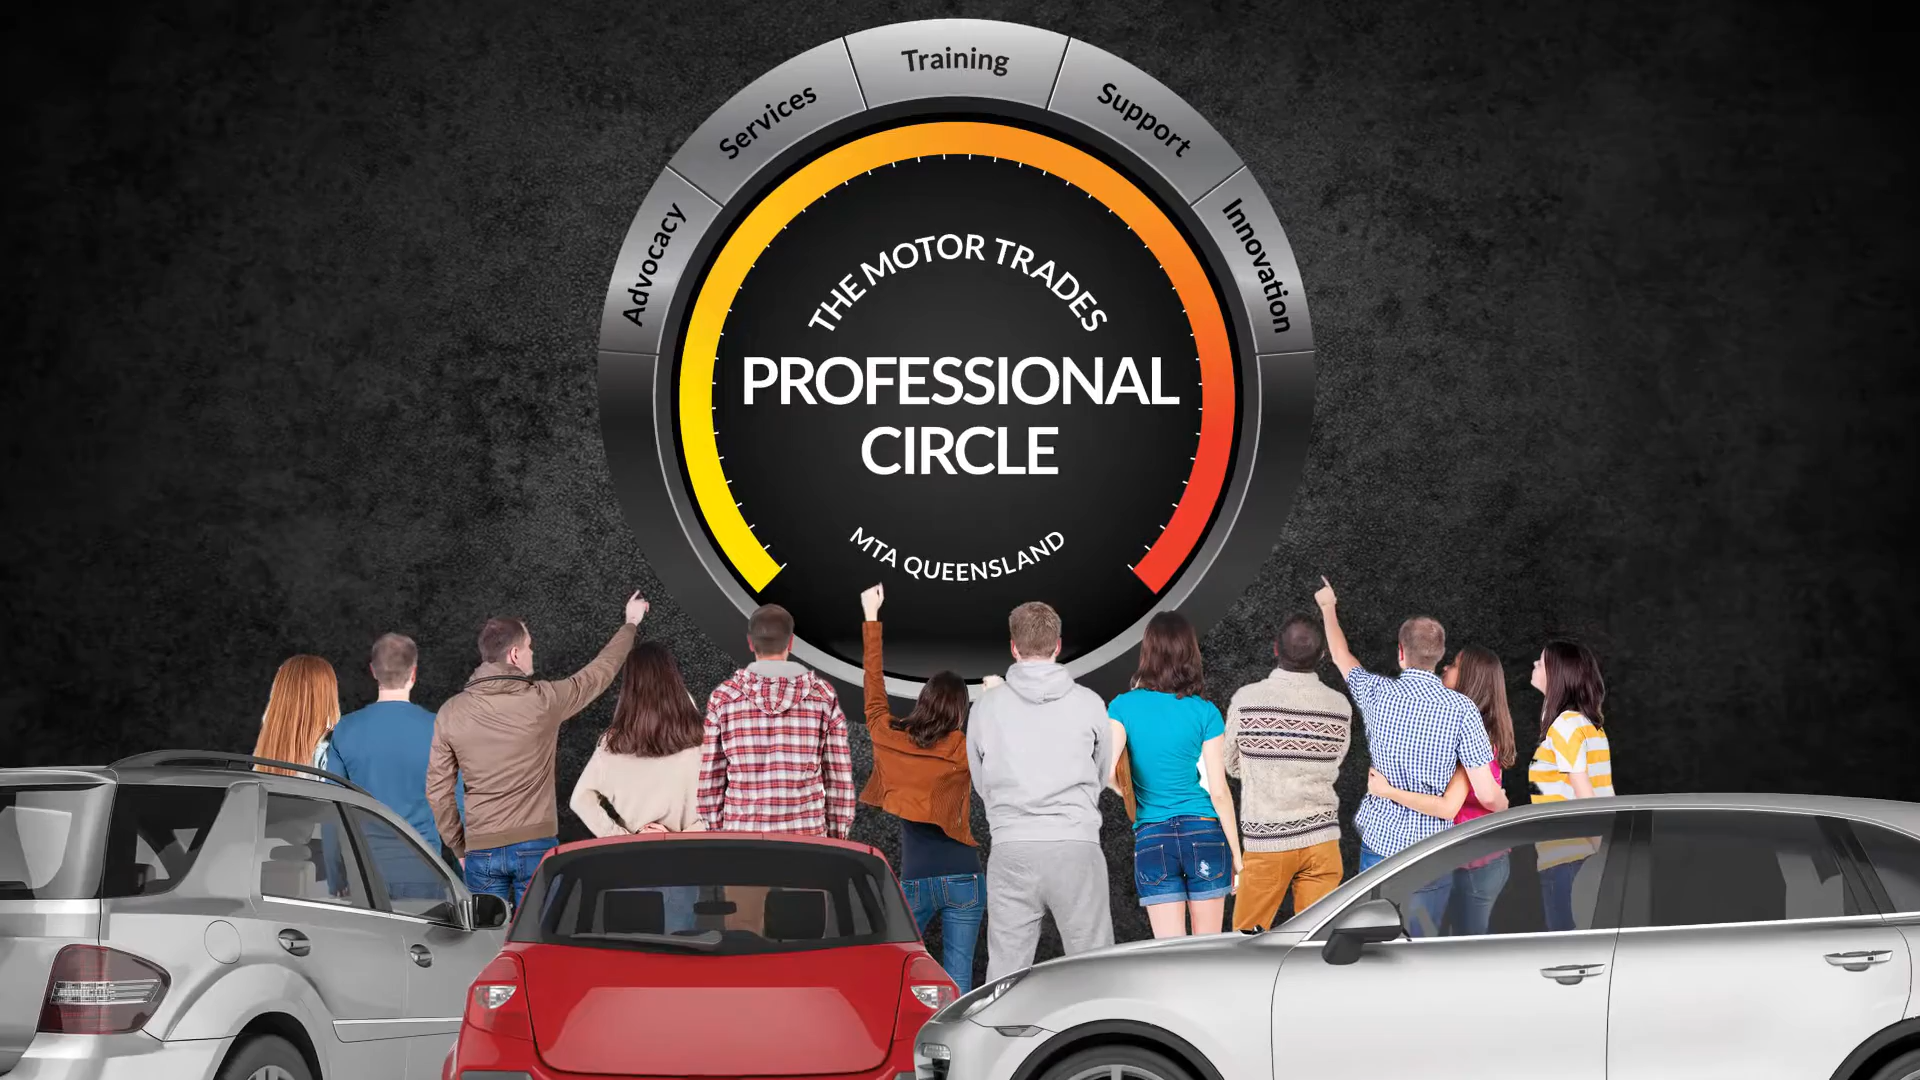 Advocacy
Services
Training
Support
Innovation
THE MOTOR TRADES
PROFESSIONAL
CIRCLE
MTA QUEENSLAND